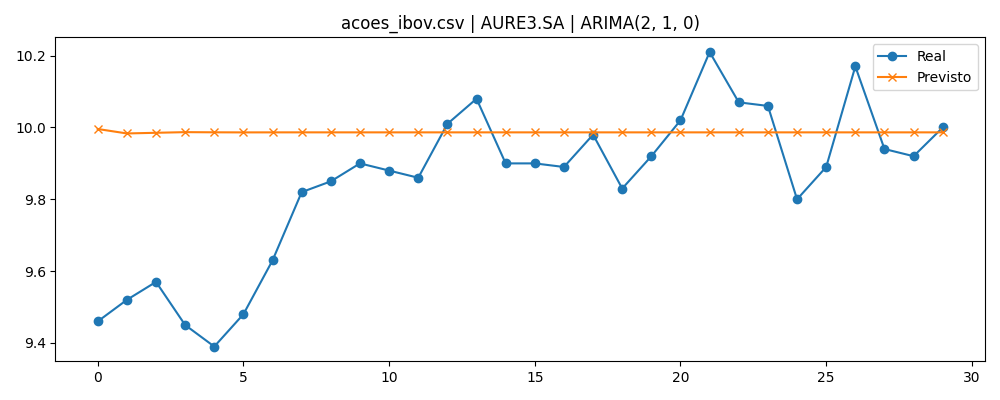 acoes_ibov.csv | AURE3.SA | ARIMA(2, 1, 0)
Real
Previsto
10.2
10.0
9.8
9.6
9.4
0 5 10 15 20 25 30